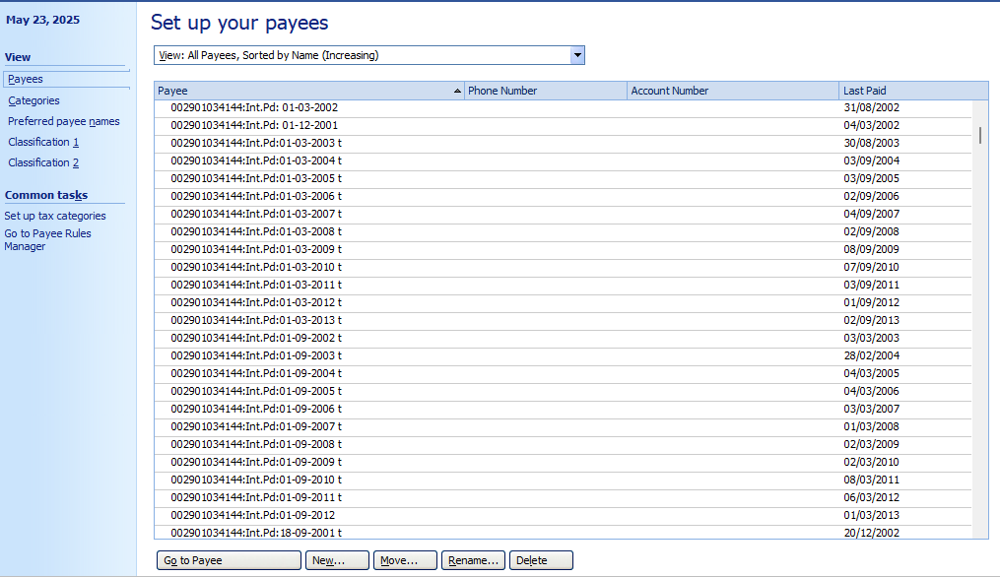 May 23, 2025
Set up your payees
View
View: All Payees, Sorted by Name (Increasing)
Payees
Categories
Preferred payee names
Classification 1
Classification 2
Common tasks
Set up tax categories
Go to Payee Rules
Manager
Payee Phone Number Account Number Last Paid
002901034144:Int.Pd: 01-03-2002 31/08/2002
002901034144:Int.Pd: 01-12-2001 04/03/2002
002901034144:Int.Pd:01-03-2003 t 30/08/2003
002901034144:Int.Pd:01-03-2004 t 03/09/2004
002901034144:Int.Pd:01-03-2005 t 03/09/2005
002901034144:Int.Pd:01-03-2006 t 02/09/2006
002901034144:Int.Pd:01-03-2007 t 04/09/2007
002901034144:Int.Pd:01-03-2008 t 02/09/2008
002901034144:Int.Pd:01-03-2009 t 08/09/2009
002901034144:Int.Pd:01-03-2010 t 07/09/2010
002901034144:Int.Pd:01-03-2011 t 03/09/2011
002901034144:Int.Pd:01-03-2012 t 01/09/2012
002901034144:Int.Pd:01-03-2013 t 02/09/2013
002901034144:Int.Pd:01-09-2002 t 03/03/2003
002901034144:Int.Pd:01-09-2003 t 28/02/2004
002901034144:Int.Pd:01-09-2004 t 04/03/2005
002901034144:Int.Pd:01-09-2005 t 04/03/2006
002901034144:Int.Pd:01-09-2006 t 03/03/2007
002901034144:Int.Pd:01-09-2007 t 01/03/2008
002901034144:Int.Pd:01-09-2008 t 02/03/2009
002901034144:Int.Pd:01-09-2009 t 02/03/2010
002901034144:Int.Pd:01-09-2010 t 08/03/2011
002901034144:Int.Pd:01-09-2011 t 06/03/2012
002901034144:Int.Pd:01-09-2012 01/03/2013
002901034144:Int.Pd:18-09-2001 t 20/12/2002
Go to Payee New... Move... Rename... Delete